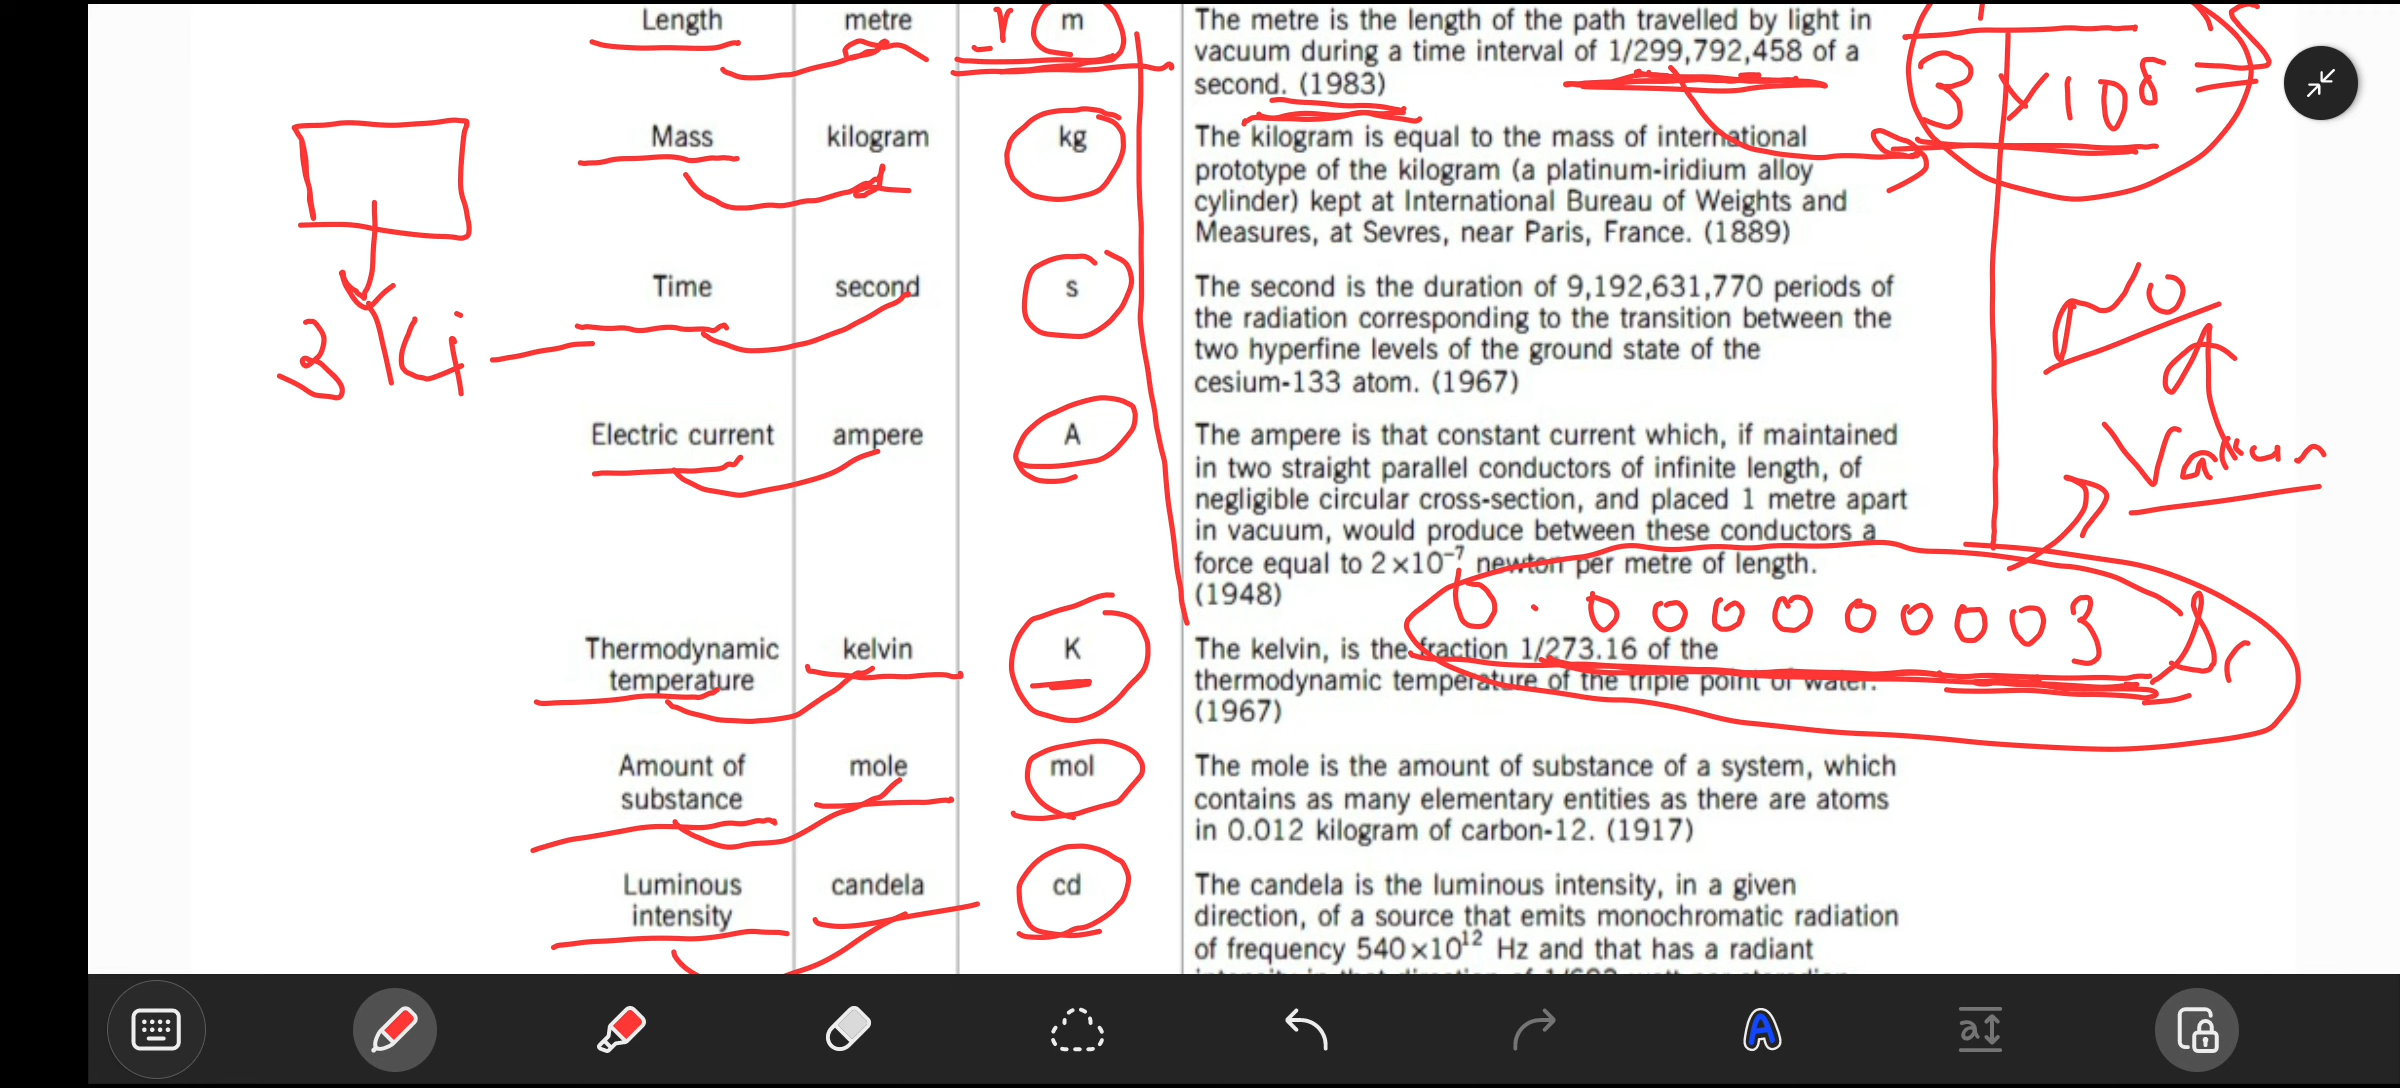 Length metre m The metre is the length of the path travelled by light in
vacuum during a time interval of 1/299,792,458 of a
second. (1983)
3 × 10⁸
Mass kilogram kg The kilogram is equal to the mass of international
prototype of the kilogram (a platinum-iridium alloy
cylinder) kept at International Bureau of Weights and
Measures, at Sevres, near Paris, France. (1889)
Time second s The second is the duration of 9,192,631,770 periods of
the radiation corresponding to the transition between the
two hyperfine levels of the ground state of the
cesium-133 atom. (1967)
Electric current ampere A The ampere is that constant current which, if maintained
in two straight parallel conductors of infinite length, of
negligible circular cross-section, and placed 1 metre apart
in vacuum, would produce between these conductors a
force equal to 2×10⁻⁷ newton per metre of length.
(1948)
0.000000003
Thermodynamic kelvin K The kelvin, is the fraction 1/273.16 of the
temperature thermodynamic temperature of the triple point of water.
(1967)
Amount of mole mol The mole is the amount of substance of a system, which
substance contains as many elementary entities as there are atoms
in 0.012 kilogram of carbon-12. (1917)
Luminous candela cd The candela is the luminous intensity, in a given
intensity direction, of a source that emits monochromatic radiation
of frequency 540×10¹² Hz and that has a radiant